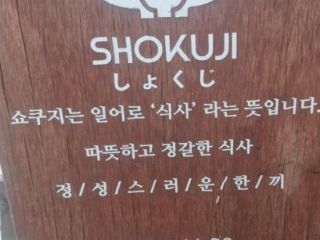 SHOKUJI
しょくじ
쇼쿠지는 일어로 '식사' 라는 뜻입니다.
따뜻하고 정갈한 식사
정/성/스/러/운/한/끼